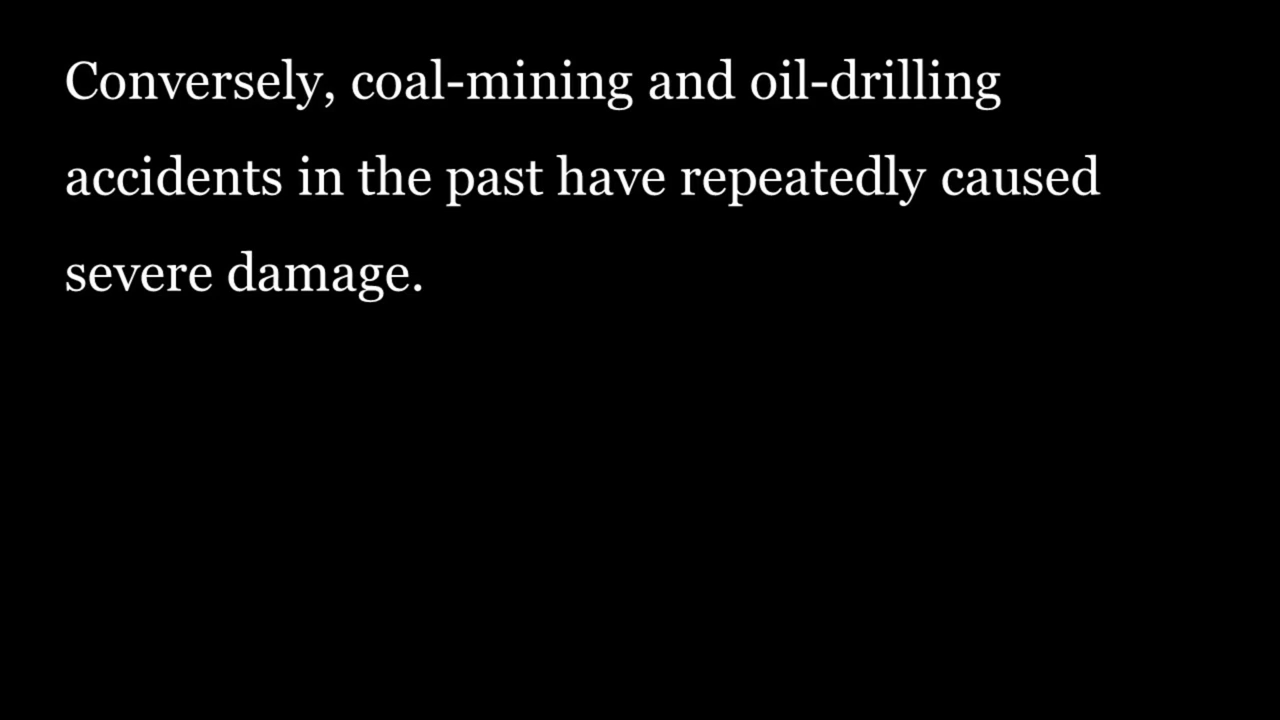 Conversely, coal-mining and oil-drilling
accidents in the past have repeatedly caused
severe damage.